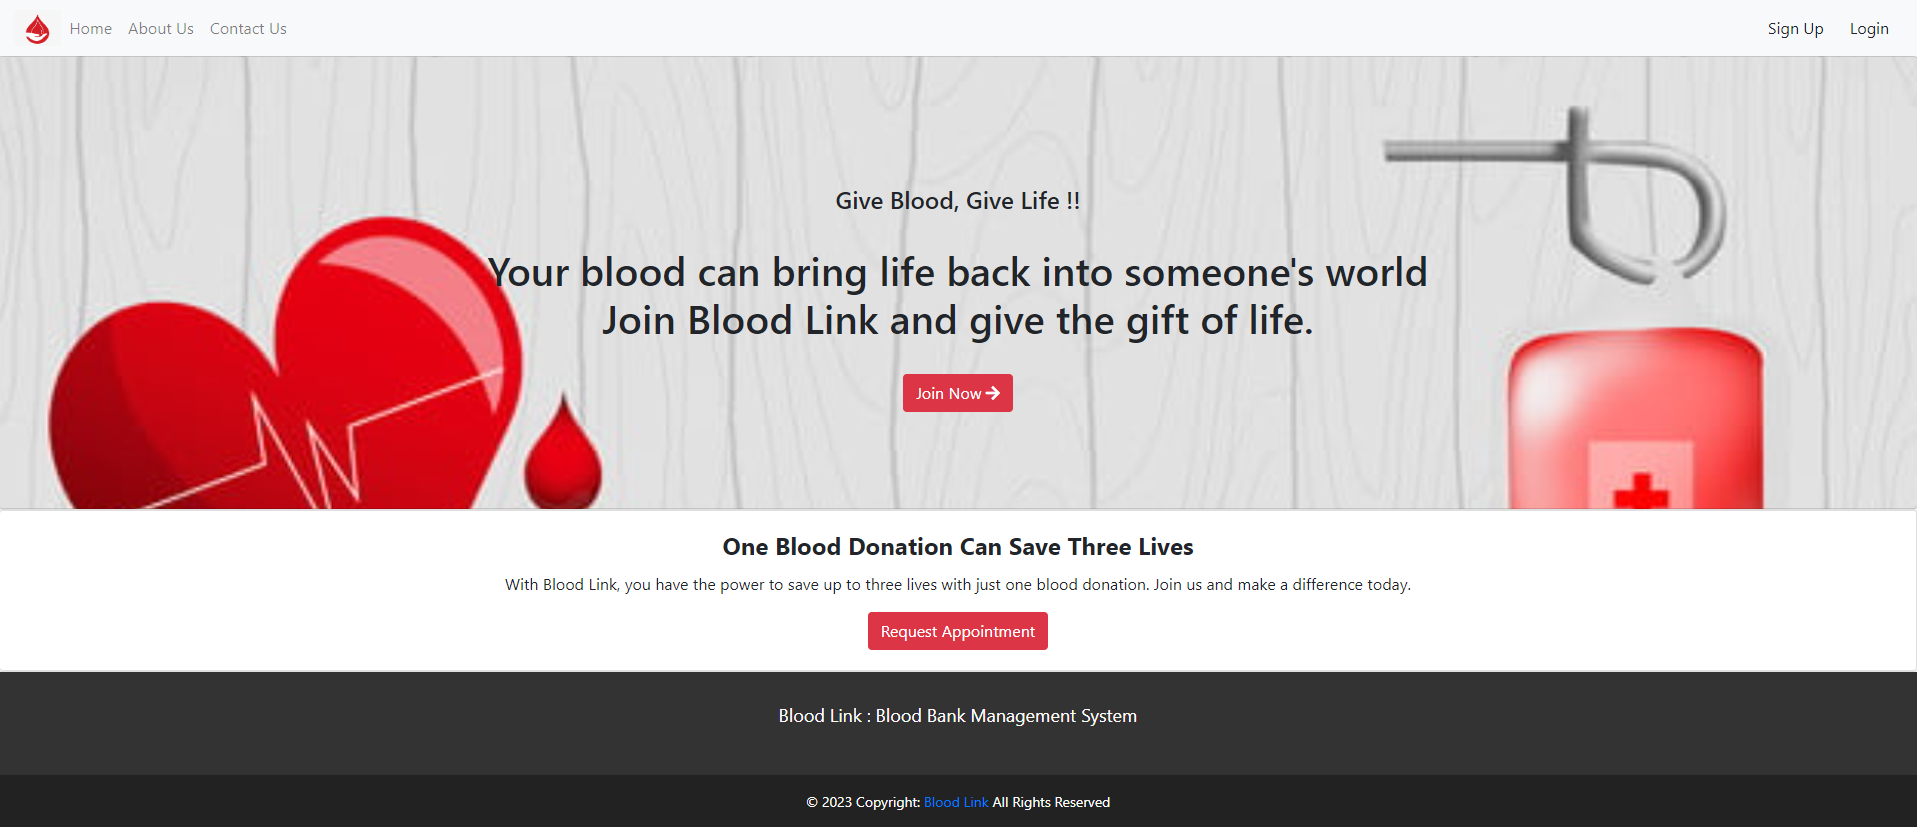 Home About Us Contact Us Sign Up Login
Give Blood, Give Life !!
Your blood can bring life back into someone's world
Join Blood Link and give the gift of life.
Join Now
One Blood Donation Can Save Three Lives
With Blood Link, you have the power to save up to three lives with just one blood donation. Join us and make a difference today.
Request Appointment
Blood Link : Blood Bank Management System
© 2023 Copyright: Blood Link All Rights Reserved